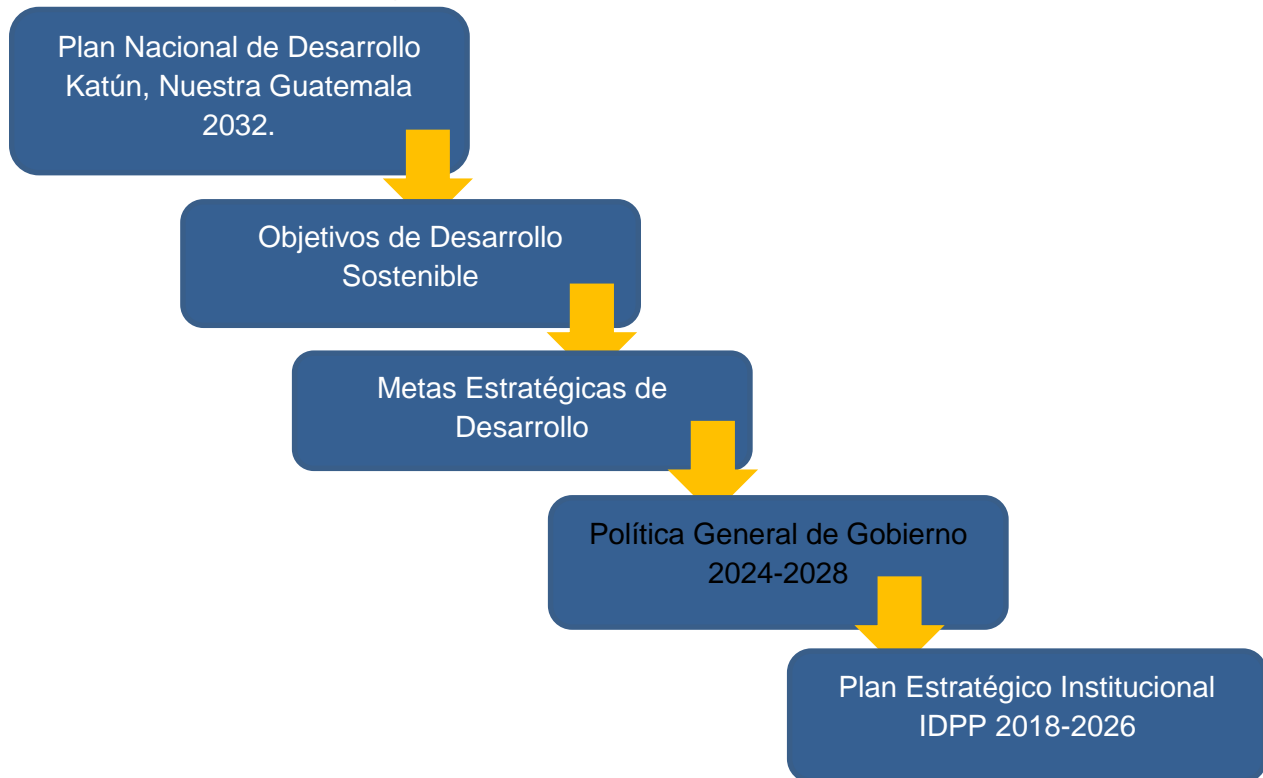 Plan Nacional de Desarrollo
Katún, Nuestra Guatemala
2032.
Objetivos de Desarrollo
Sostenible
Metas Estratégicas de
Desarrollo
Política General de Gobierno
2024-2028
Plan Estratégico Institucional
IDPP 2018-2026